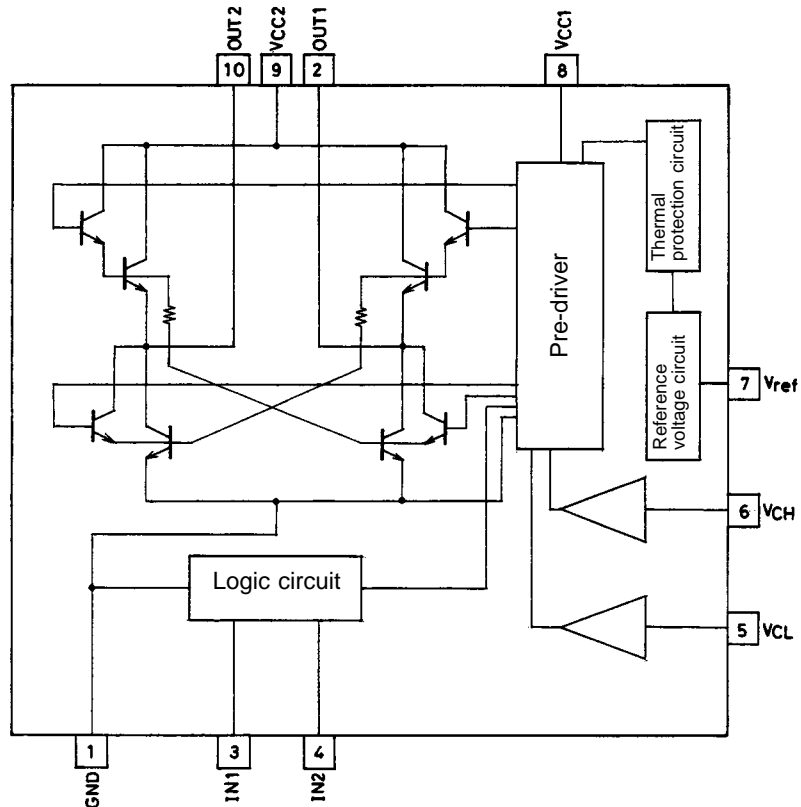 OUT2
VCC2
OUT1
VCC1
10
9
2
8
Thermal
protection circuit
Pre-driver
Reference
voltage circuit
7 Vref
6 VCH
Logic circuit
5 VCL
1
3
4
GND
IN1
IN2